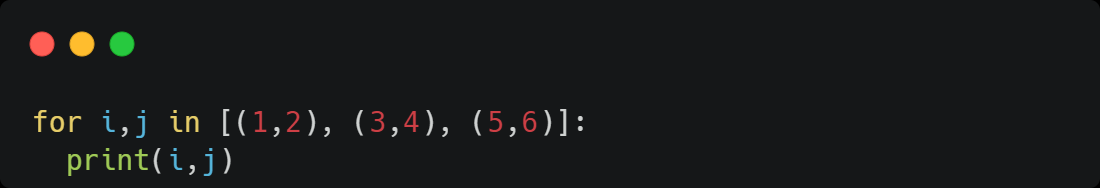 for i,j in [(1,2), (3,4), (5,6)]:
  print(i,j)